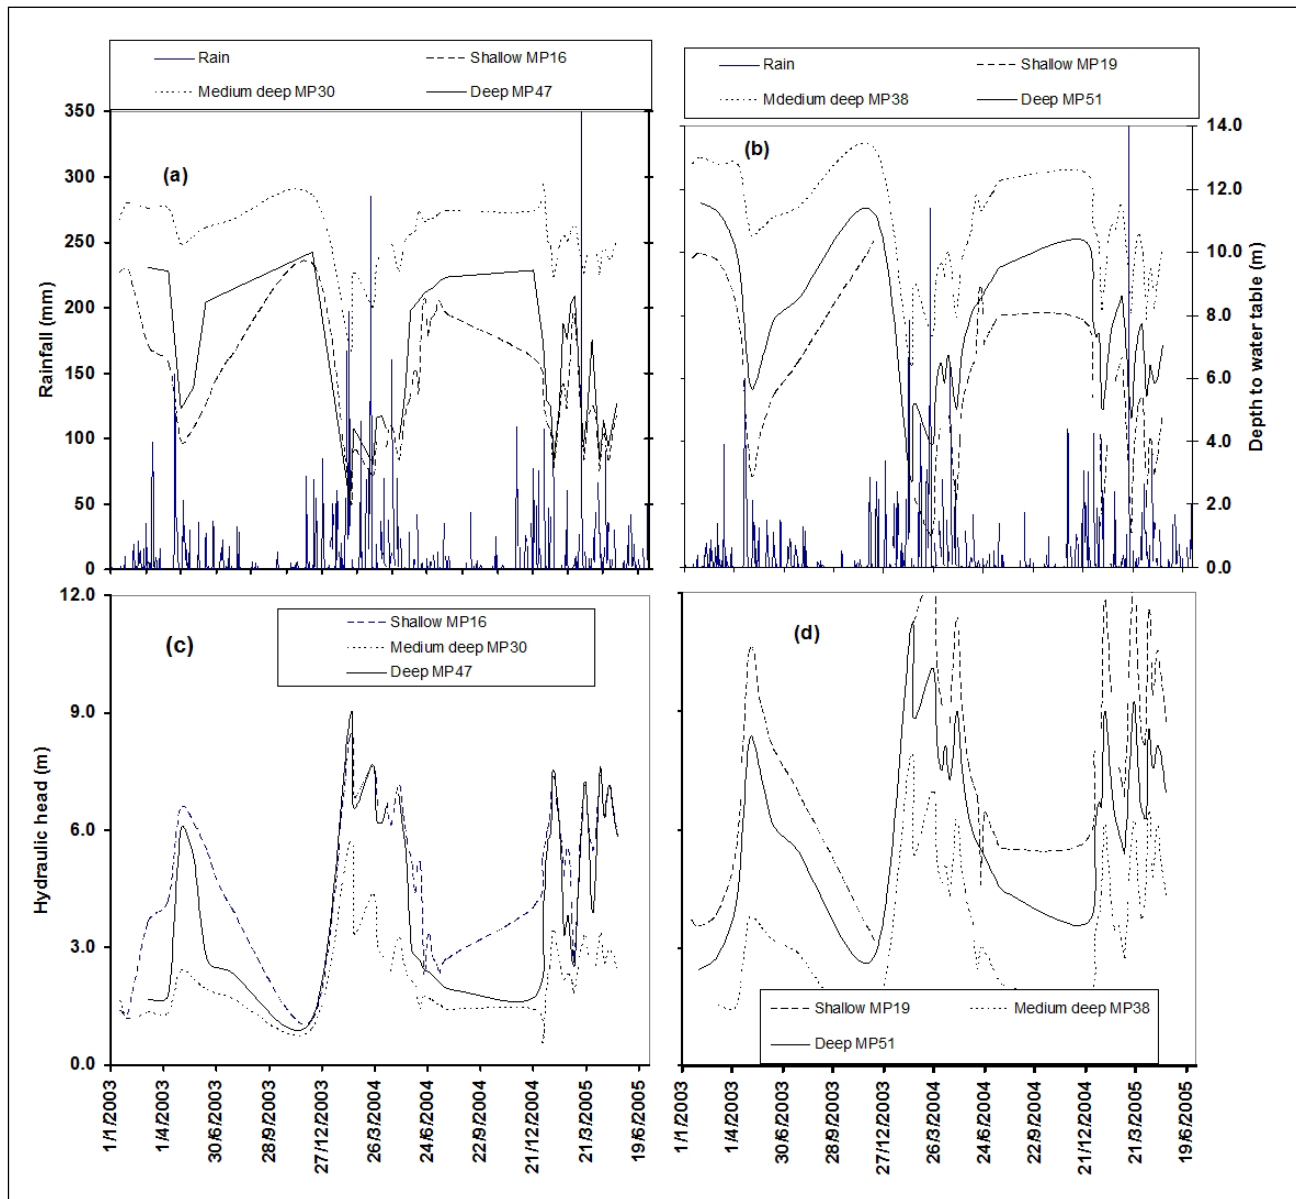 Rain Shallow MP16
Medium deep MP30 Deep MP47
Rain Shallow MP19
Mdedium deep MP38 Deep MP51
(a)
350
300
250
200
150
100
50
0
Rainfall (mm)
(b)
14.0
12.0
10.0
8.0
6.0
4.0
2.0
0.0
Depth to water table (m)
(c)
Shallow MP16
Medium deep MP30
Deep MP47
12.0
9.0
6.0
3.0
0.0
Hydraulic head (m)
1/1/2003
1/4/2003
30/6/2003
28/9/2003
27/12/2003
26/3/2004
24/6/2004
22/9/2004
21/12/2004
21/3/2005
19/6/2005
(d)
Shallow MP19 Medium deep MP38
Deep MP51
1/1/2003
1/4/2003
30/6/2003
28/9/2003
27/12/2003
26/3/2004
24/6/2004
22/9/2004
21/12/2004
21/3/2005
19/6/2005